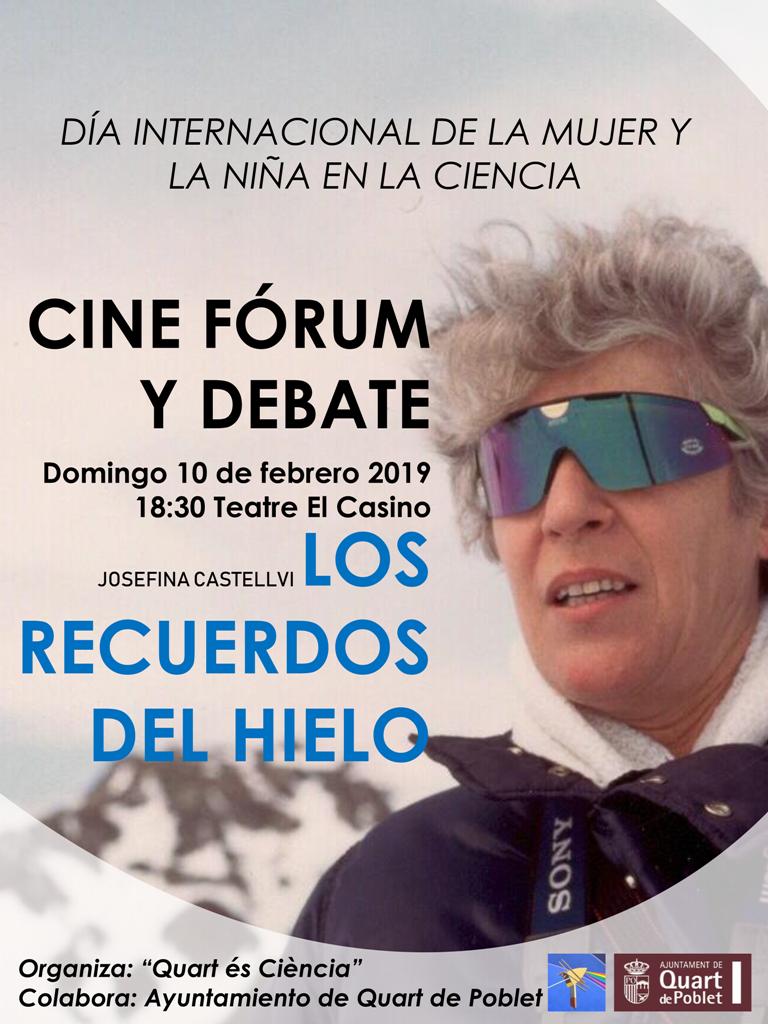 DÍA INTERNACIONAL DE LA MUJER Y
LA NIÑA EN LA CIENCIA
CINE FÓRUM
Y DEBATE
Domingo 10 de febrero 2019
18:30 Teatre El Casino
JOSEFINA CASTELLVI LOS
RECUERDOS
DEL HIELO
SONY
Organiza: “Quart és Ciència”
Colabora: Ayuntamiento de Quart de Poblet
AJUNTAMENT DE
Quart
de Poblet